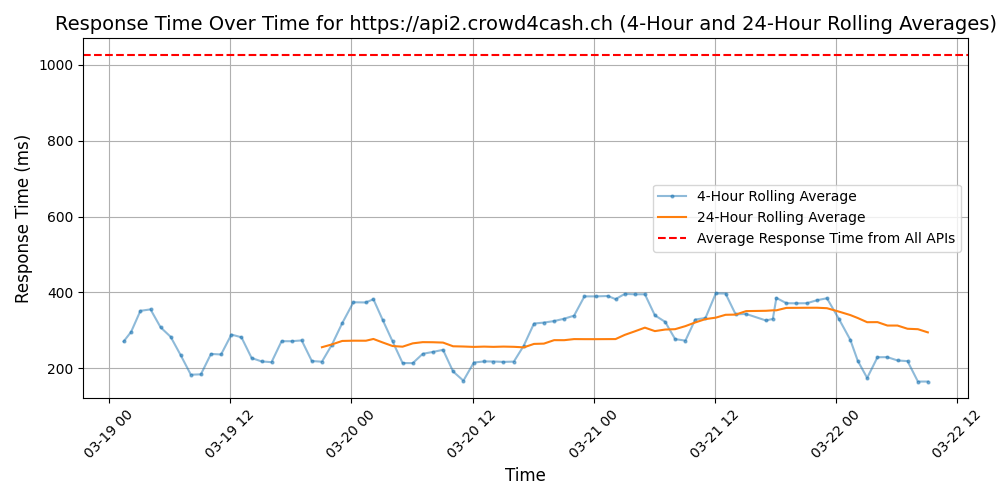 Response Time Over Time for https://api2.crowd4cash.ch (4-Hour and 24-Hour Rolling Averages)
Response Time (ms)
1000
800
600
400
200
4-Hour Rolling Average
24-Hour Rolling Average
Average Response Time from All APIs
03-19 00
03-19 12
03-20 00
03-20 12
03-21 00
03-21 12
03-22 00
03-22 12
Time